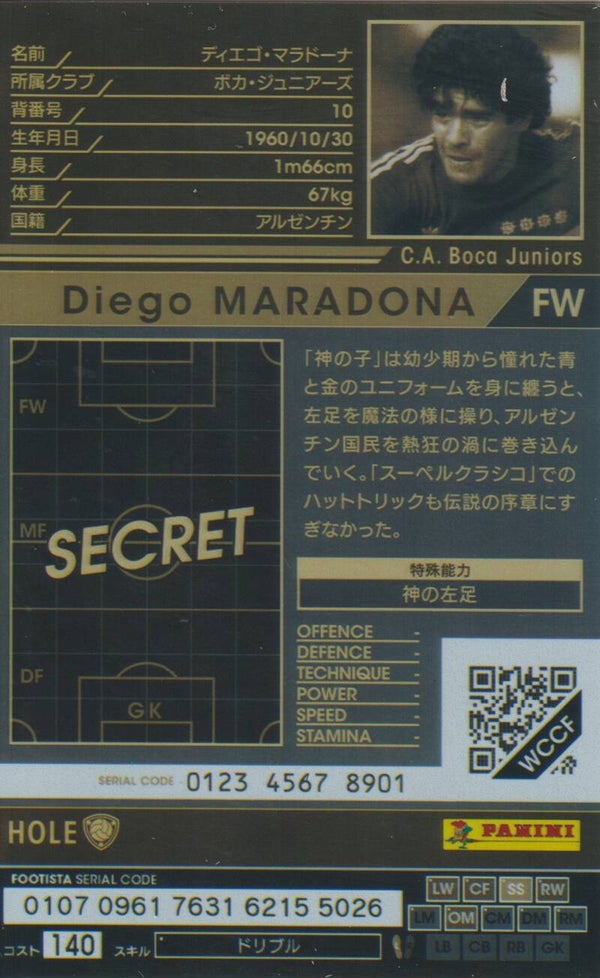 名前 ディエゴ・マラドーナ
所属クラブ ボカ・ジュニアーズ
背番号 10
生年月日 1960/10/30
身長 1m66cm
体重 67kg
国籍 アルゼンチン
C.A. Boca Juniors
Diego MARADONA FW
FW
MF
SECRET
DF
GK
「神の子」は幼少期から憧れた青
と金のユニフォームを身に纏うと、
左足を魔法の様に操り、アルゼン
チン国民を熱狂の渦に巻き込ん
でいく。「スーペルクラシコ」での
ハットトリックも伝説の序章にす
ぎなかった。
特殊能力
神の左足
OFFENCE -
DEFENCE -
TECHNIQUE -
POWER -
SPEED -
STAMINA -
WCCF
SERIAL CODE - 0123 4567 8901
HOLE
PANINI
FOOTISTA SERIAL CODE
0107 0961 7631 6215 5026
コスト 140 スキル ドリブル
LW CF SS RW
LM OM CM DM RM
LB CB RB GK